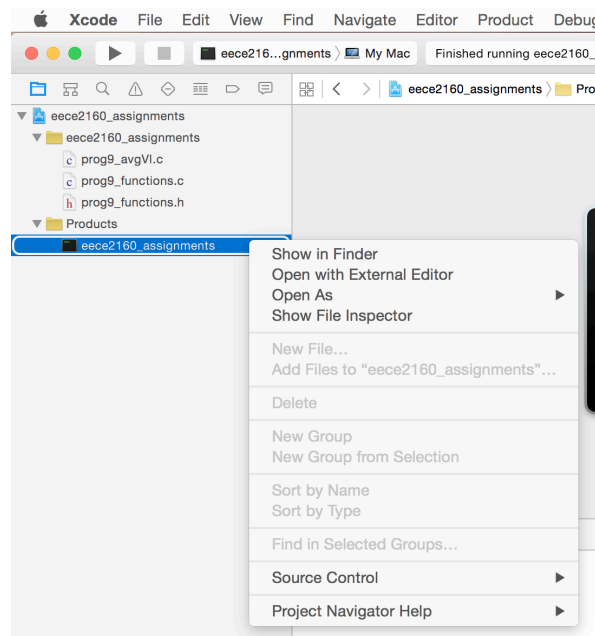 Xcode File Edit View Find Navigate Editor Product Debug
eece216...gnments My Mac Finished running eece2160_
eece2160_assignments
eece2160_assignments
eece2160_assignments
c prog9_avgVI.c
c prog9_functions.c
h prog9_functions.h
Products
eece2160_assignments
Show in Finder
Open with External Editor
Open As
Show File Inspector
New File...
Add Files to “eece2160_assignments”...
Delete
New Group
New Group from Selection
Sort by Name
Sort by Type
Find in Selected Groups...
Source Control
Project Navigator Help